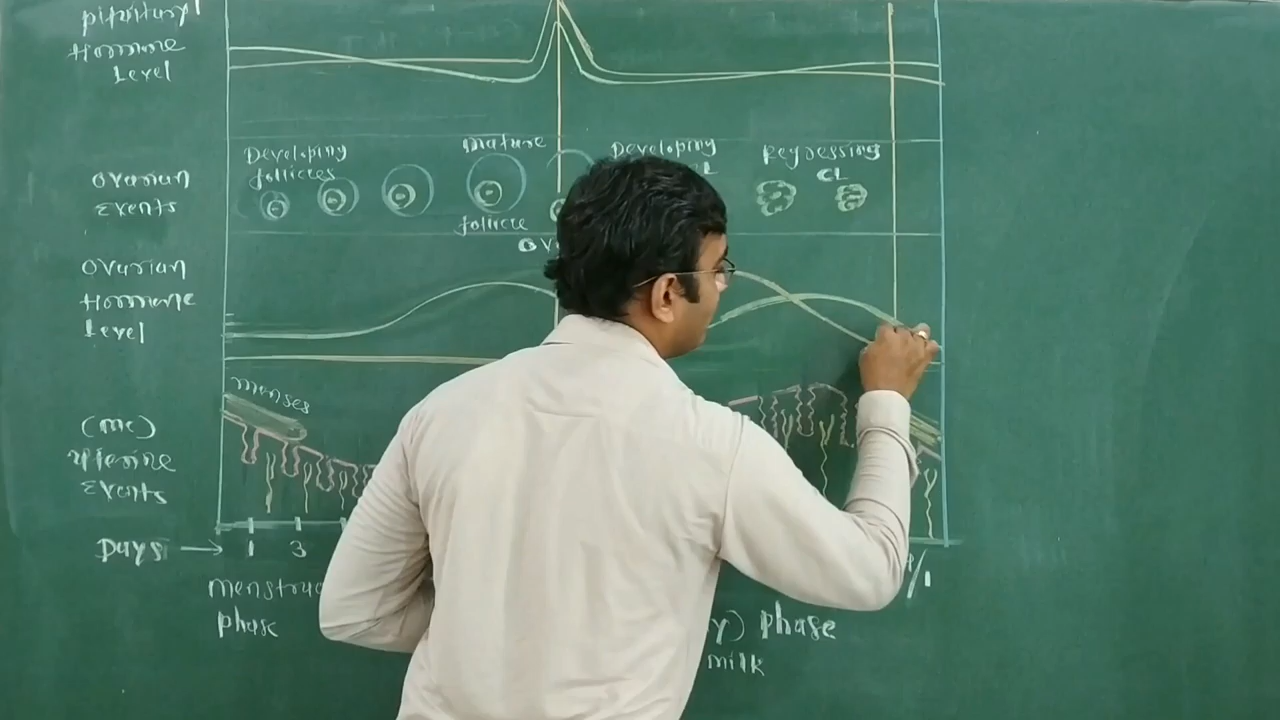 Pituitary
Hormone
Level
Developing
follicles
mature
follicle
Developing
Regressing
CL
Ovarian
Events
Ovarian
Hormone
Level
menses
(mc)
uterine
Events
Days →
1 3
/1
menstrual
phase
phase
milk